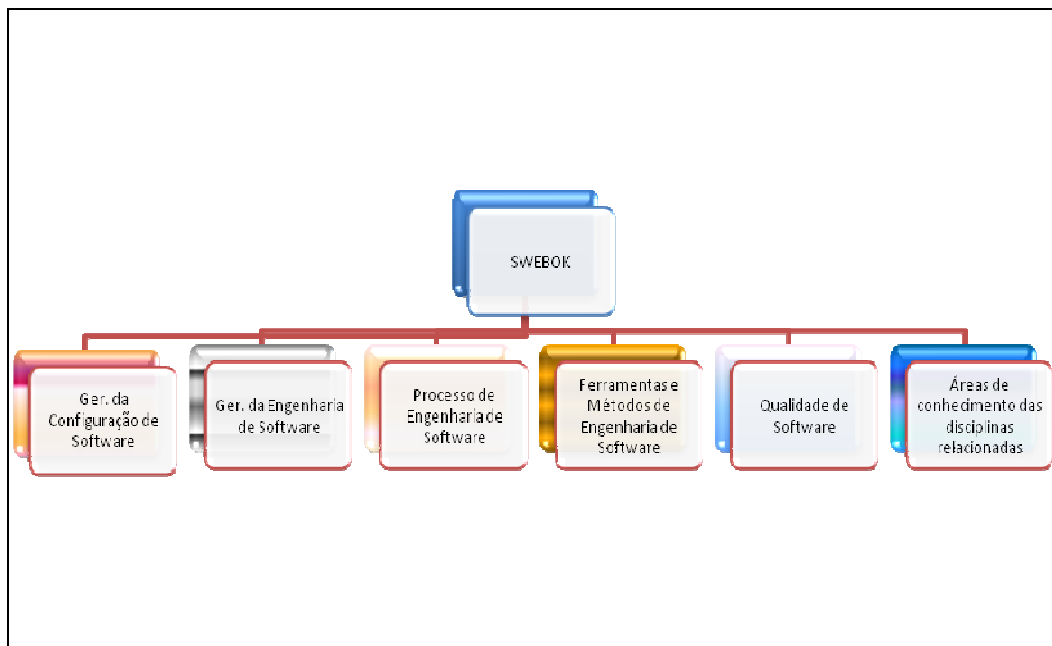 SWEBOK
Ger. da
Configuração de
Software
Ger. da Engenharia
de Software
Processo de
Engenharia de
Software
Ferramentas e
Métodos de
Engenharia de
Software
Qualidade de
Software
Áreas de
conhecimento das
disciplinas
relacionadas